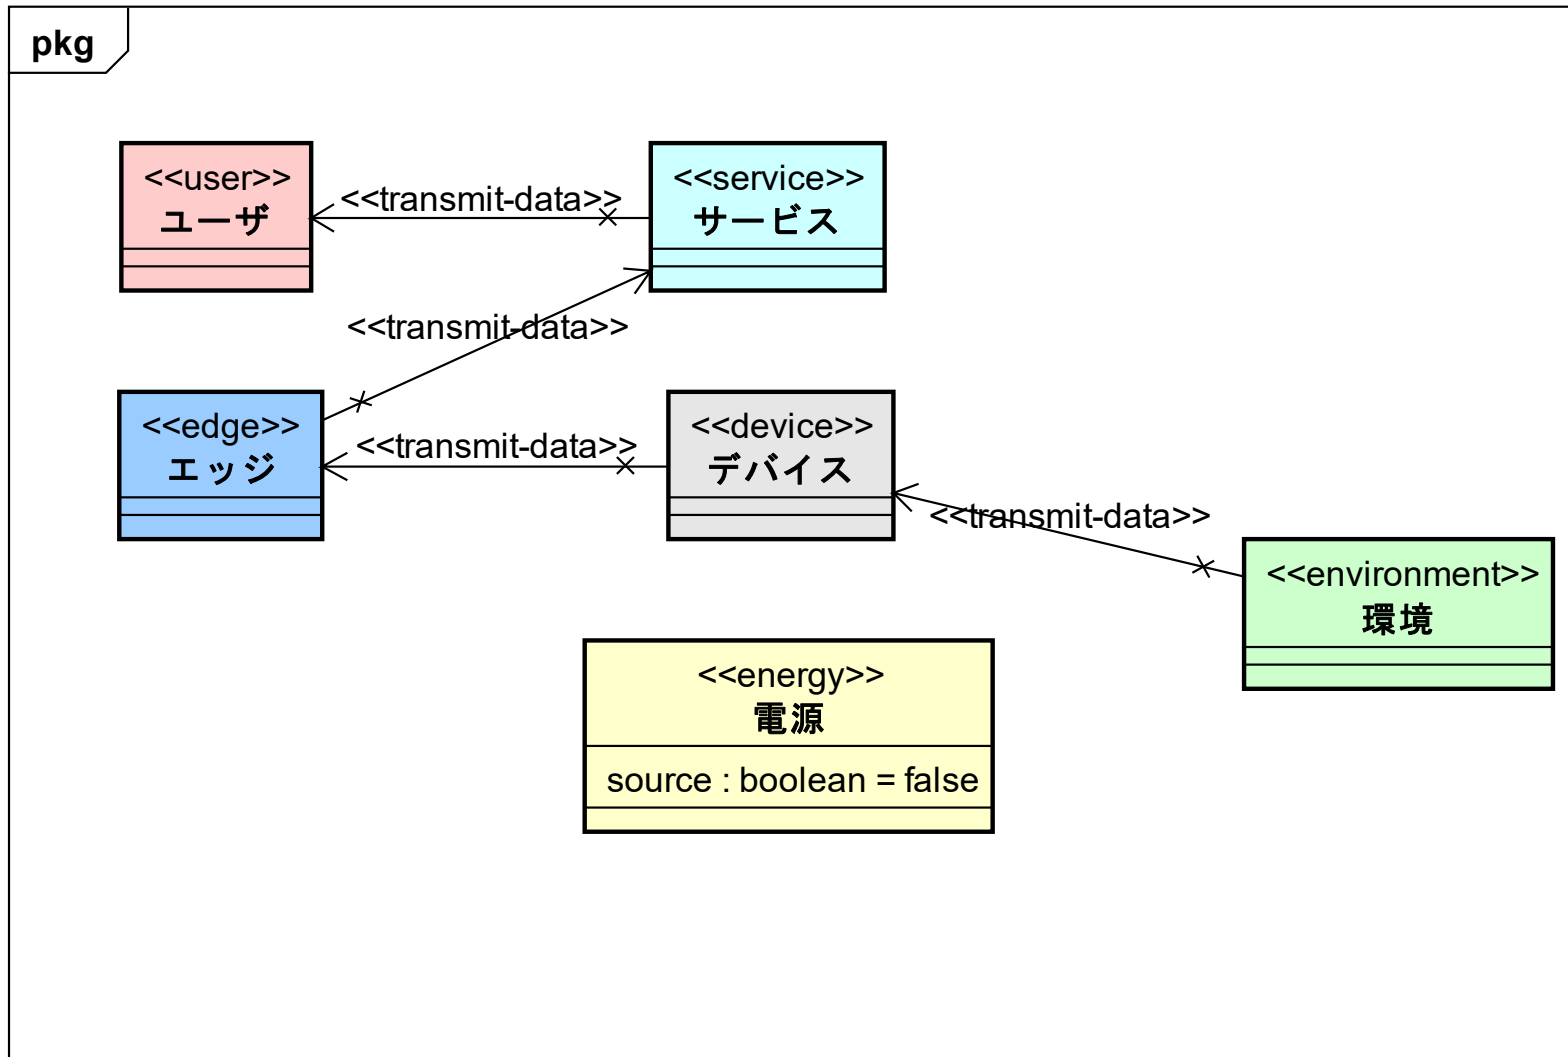 pkg
<<user>>
ユーザ
<<transmit-data>>
<<service>>
サービス
<<transmit-data>>
<<edge>>
エッジ
<<transmit-data>>
<<device>>
デバイス
<<transmit-data>>
<<environment>>
環境
<<energy>>
電源
source : boolean = false